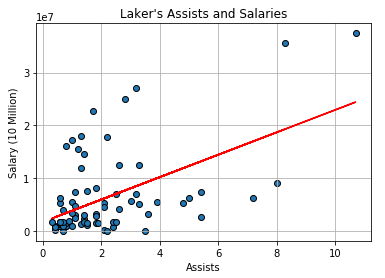 Laker's Assists and Salaries
1e7
3
2
1
0
Salary (10 Million)
0 2 4 6 8 10
Assists